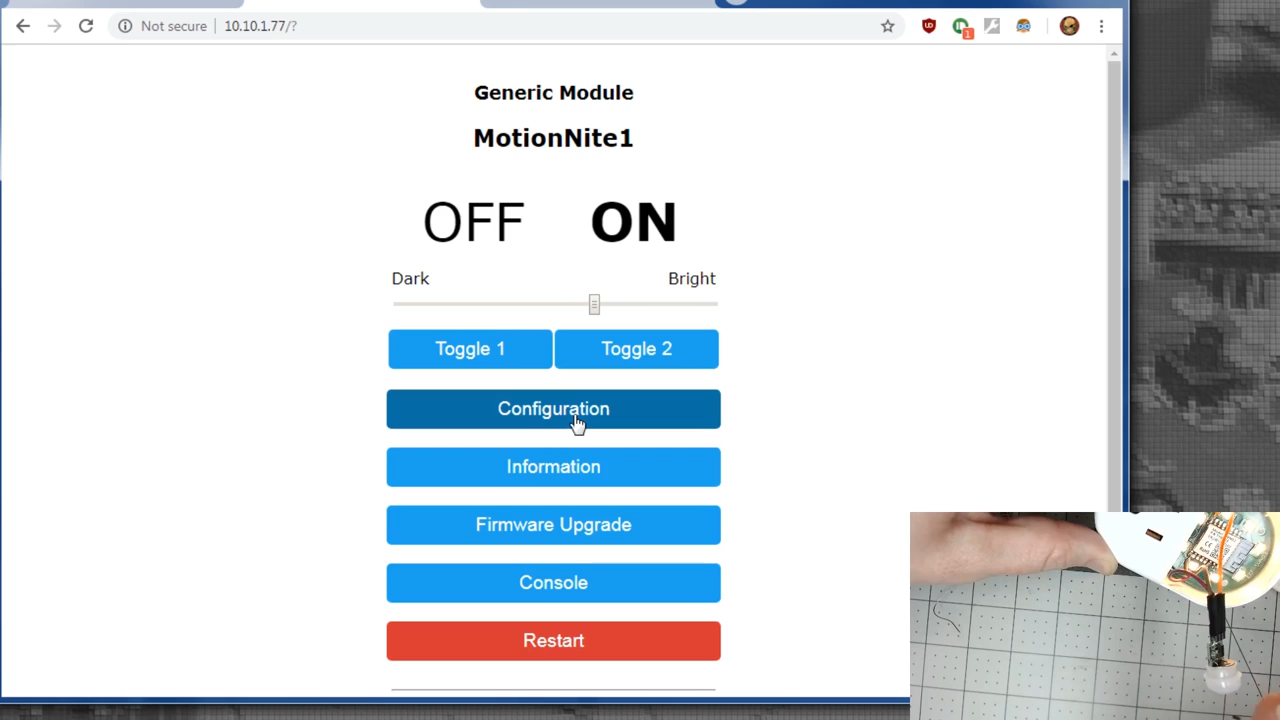 Not secure
10.10.1.77/?
1
Generic Module
MotionNite1
OFF ON
Dark Bright
Toggle 1 Toggle 2
Configuration
Information
Firmware Upgrade
Console
Restart